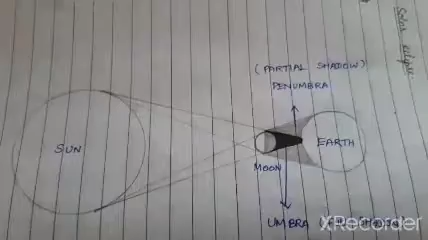 Solar eclipse
(PARTIAL SHADOW)
PENUMBRA
SUN
EARTH
MOON
UMBRA (
XRecorder